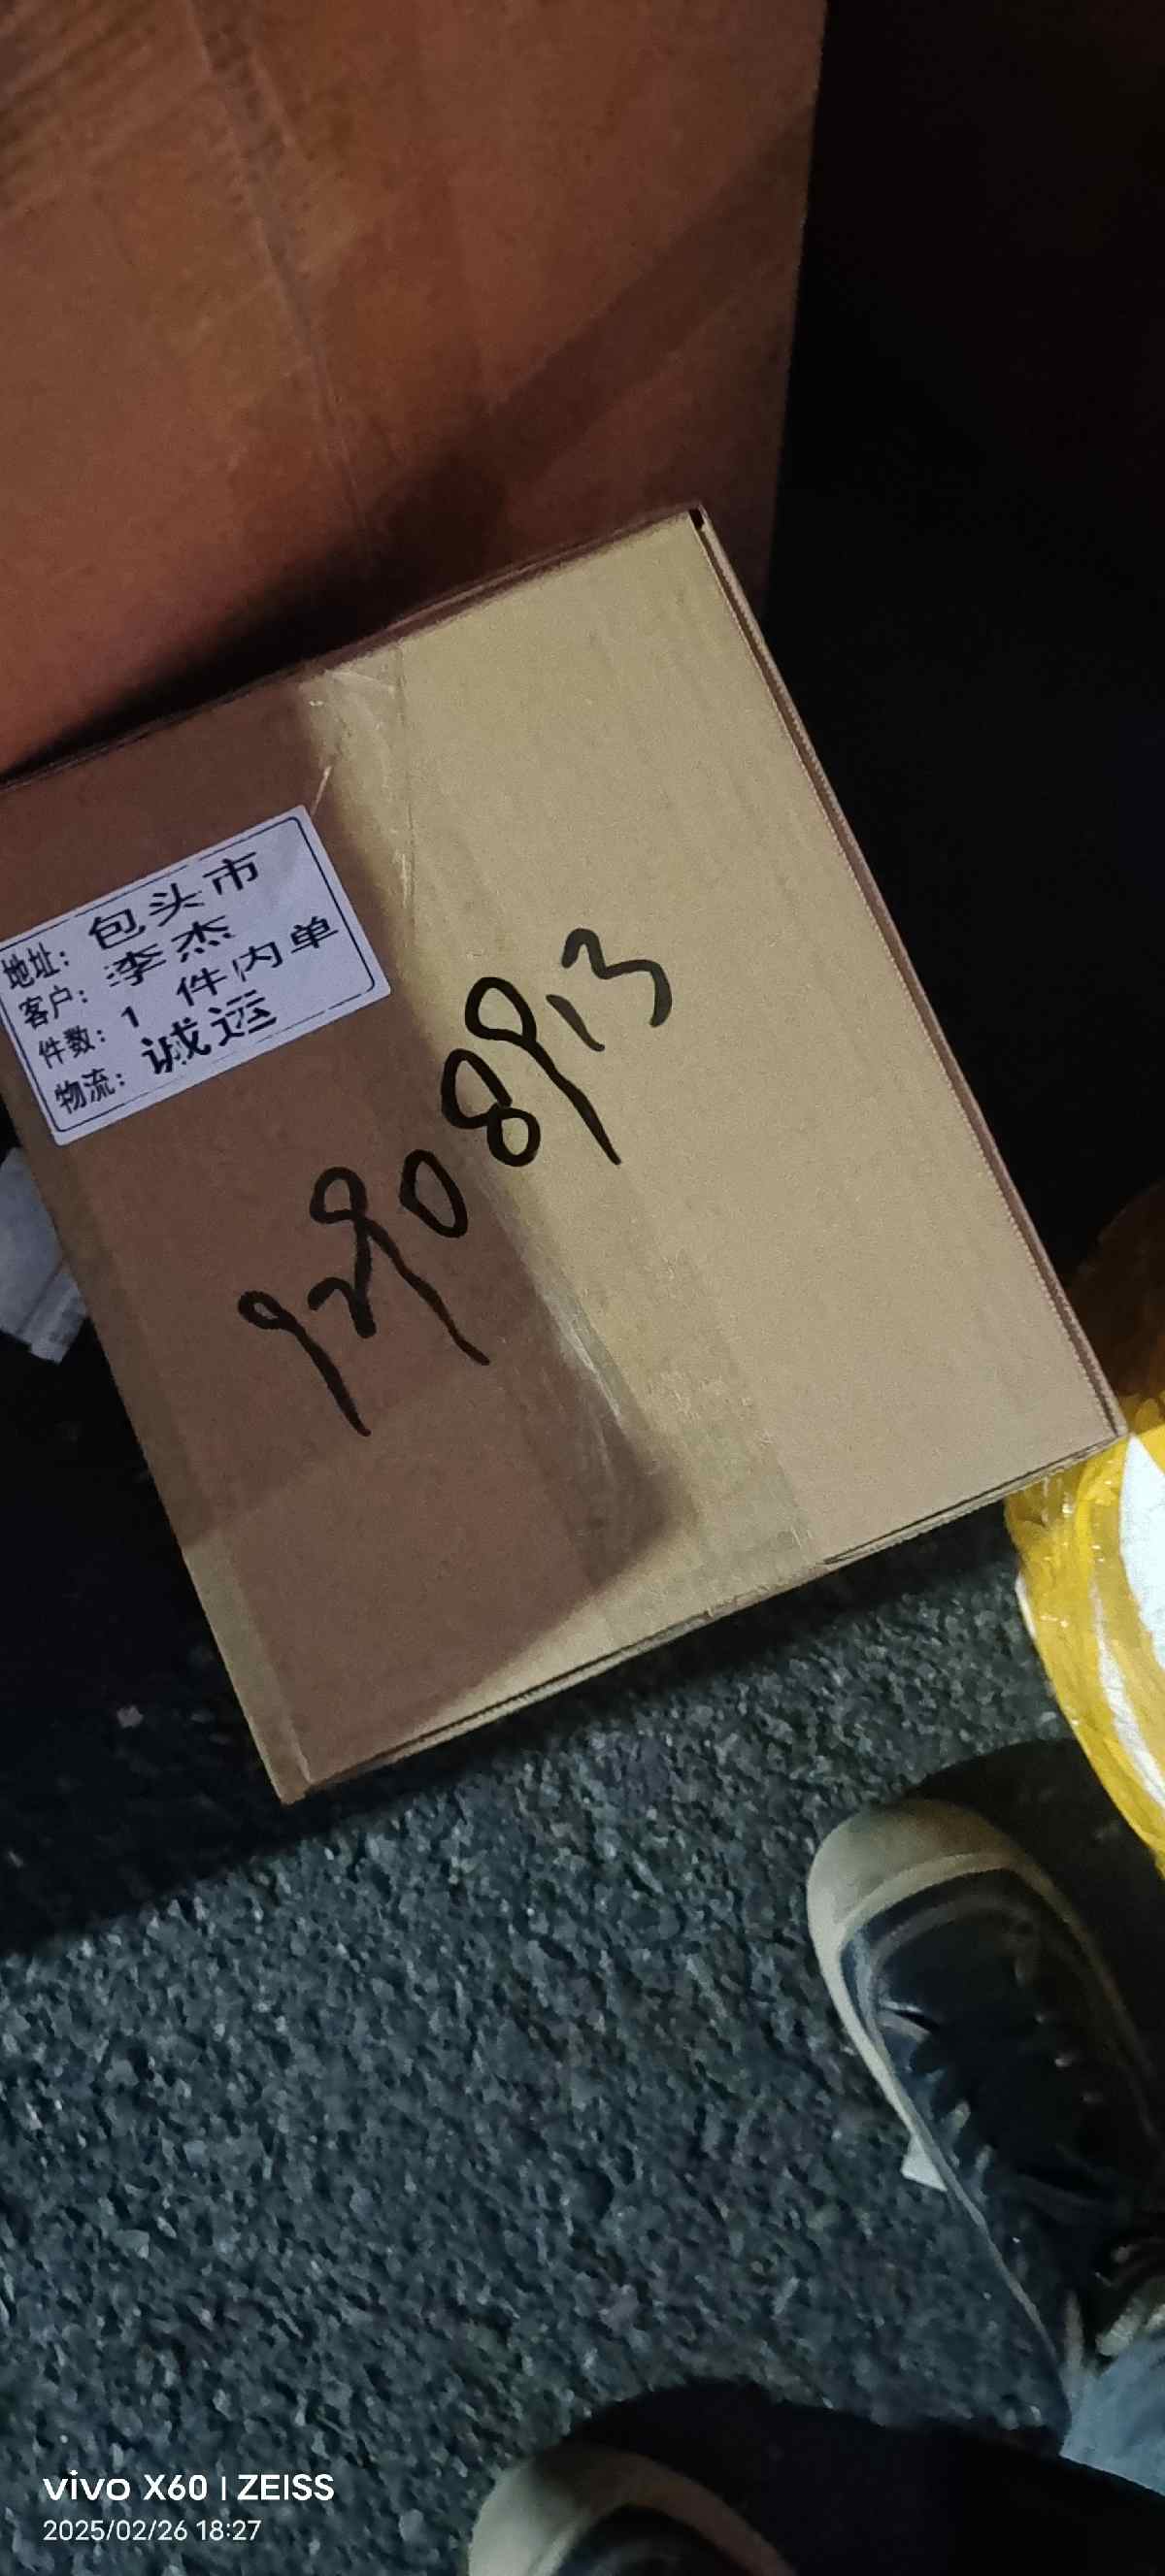 地址：包头市
客户：李杰
件数：1 件内单
物流：诚运
92908913
vivo X60 | ZEISS
2025/02/26 18:27